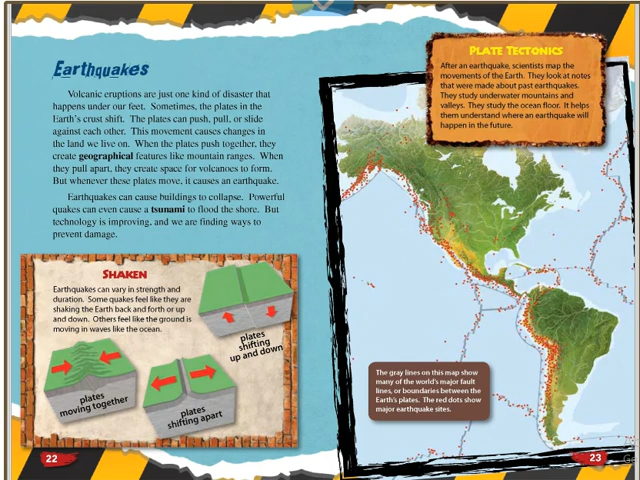 Earthquakes
Volcanic eruptions are just one kind of disaster that
happens under our feet. Sometimes, the plates in the
Earth's crust shift. The plates can push, pull, or slide
against each other. This movement causes changes in
the land we live on. When the plates push together, they
create geographical features like mountain ranges. When
they pull apart, they create space for volcanoes to form.
But whenever these plates move, it causes an earthquake.
Earthquakes can cause buildings to collapse. Powerful
quakes can even cause a tsunami to flood the shore. But
technology is improving, and we are finding ways to
prevent damage.
SHAKEN
Earthquakes can vary in strength and
duration. Some quakes feel like they are
shaking the Earth back and forth or up
and down. Others feel like the ground is
moving in waves like the ocean.
plates
shifting
up and down
plates
moving together
plates
shifting apart
22
PLATE TECTONICS
After an earthquake, scientists map the
movements of the Earth. They look at notes
that were made about past earthquakes.
They study underwater mountains and
valleys. They study the ocean floor. It helps
them understand where an earthquake will
happen in the future.
The gray lines on this map show
many of the world's major fault
lines, or boundaries between the
Earth's plates. The red dots show
major earthquake sites.
23